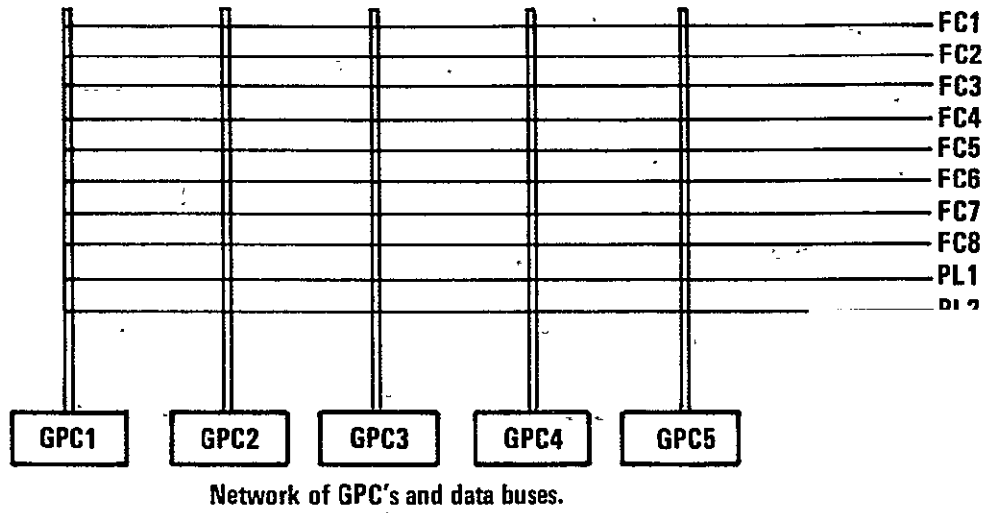 FC1
FC2
FC3
FC4
FC5
FC6
FC7
FC8
PL1
PL2
GPC1 GPC2 GPC3 GPC4 GPC5
Network of GPC's and data buses.